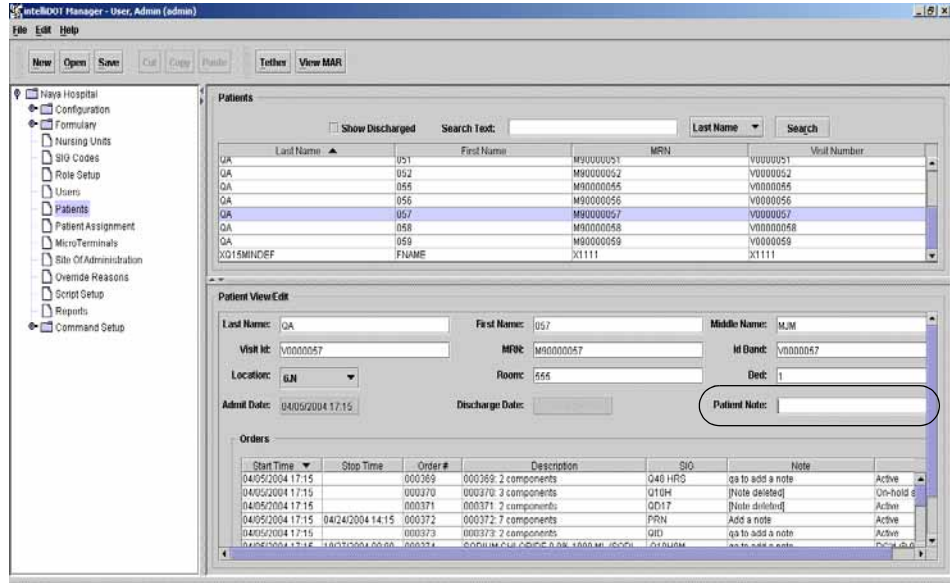 intelliDOT Manager - User, Admin (admin)
File Edit Help
New Open Save Cut Copy Paste Tether View MAR
Naya Hospital
Configuration
Formulary
Nursing Units
SIG Codes
Role Setup
Users
Patients
Patient Assignment
MicroTerminals
Site Of Administration
Override Reasons
Script Setup
Reports
Command Setup
Patients
Show Discharged Search Text: Last Name Search
Last Name First Name MRN Visit Number
QA 051 M90000051 V0000051
QA 052 M90000052 V0000052
QA 055 M90000055 V0000055
QA 056 M90000056 V0000056
QA 057 M90000057 V0000057
QA 058 M90000058 V0000058
QA 059 M90000059 V0000059
XQ15MINDEF FNAME X1111 X1111
Patient View/Edit
Last Name: QA First Name: 057 Middle Name: MJM
Visit Id: V0000057 MRN: M90000057 Id Band: V0000057
Location: 6.N Room: 555 Bed: 1
Admit Date: 04/05/2004 17:15 Discharge Date: Patient Note:
Orders
Start Time Stop Time Order # Description SIG Note
04/05/2004 17:15 000369 000369: 2 components Q48 HRS qa to add a note Active
04/05/2004 17:15 000370 000370: 3 components Q10H [Note deleted] On-hold s
04/05/2004 17:15 000371 000371: 2 components QD17 [Note deleted] Active
04/05/2004 17:15 04/24/2004 14:15 000372 000372: 7 components PRN Add a note Active
04/05/2004 17:15 000373 000373: 2 components QID qa to add a note Active